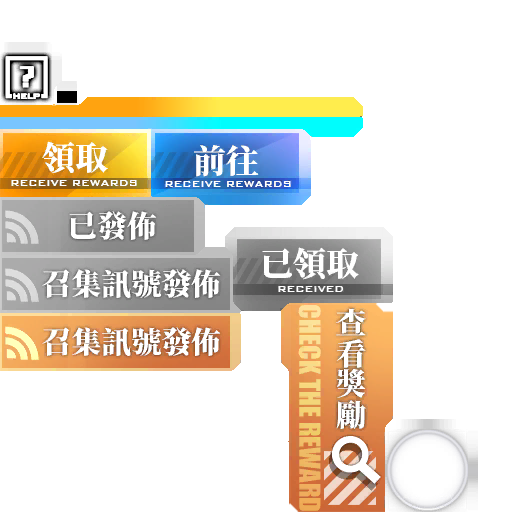 ?
HELP
領取
RECEIVE REWARDS
前往
RECEIVE REWARDS
已發佈
召集訊號發佈
已領取
RECEIVED
召集訊號發佈
查看獎勵
CHECK THE REWARD